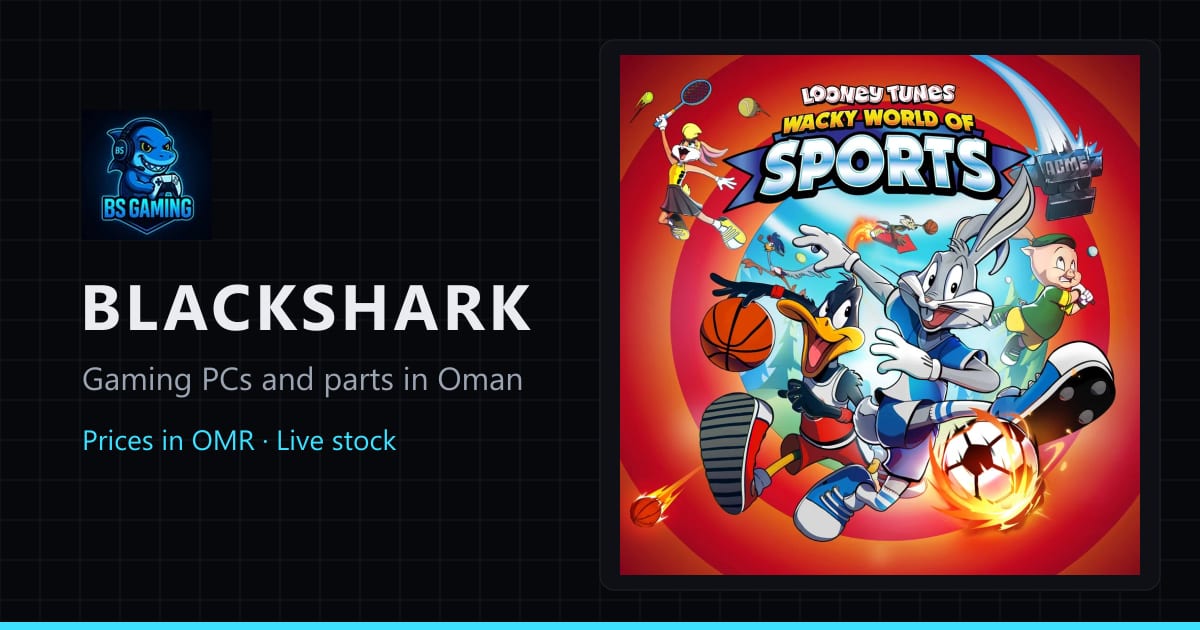 BS
BS GAMING
BLACKSHARK
Gaming PCs and parts in Oman
Prices in OMR · Live stock
LOONEY TUNES
WACKY WORLD OF
SPORTS
ACME